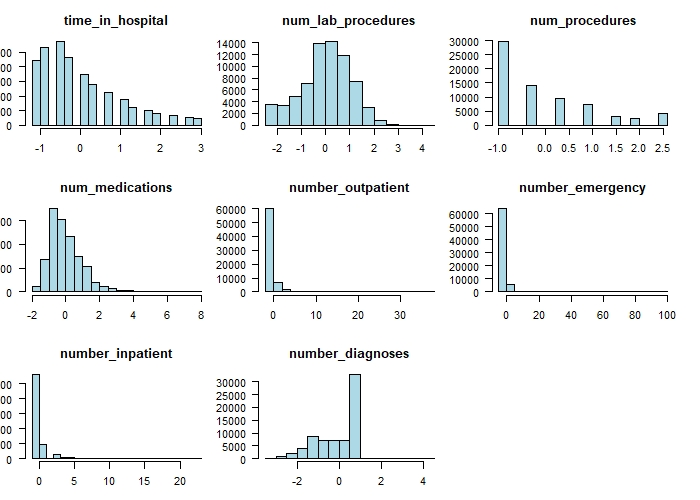 time_in_hospital
num_lab_procedures
num_procedures
0
-1 0 1 2 3
14000
12000
10000
8000
6000
4000
2000
0
-2 -1 0 1 2 3 4
30000
25000
20000
15000
10000
5000
0
-1.0 0.0 0.5 1.0 1.5 2.5
num_medications
number_outpatient
number_emergency
0
-2 0 2 4 6 8
60000
50000
40000
30000
20000
10000
0
0 10 20 30
60000
50000
40000
30000
20000
10000
0
0 20 40 60 80 100
number_inpatient
number_diagnoses
0
0 5 10 15 20
30000
25000
20000
15000
10000
5000
0
-2 0 2 4